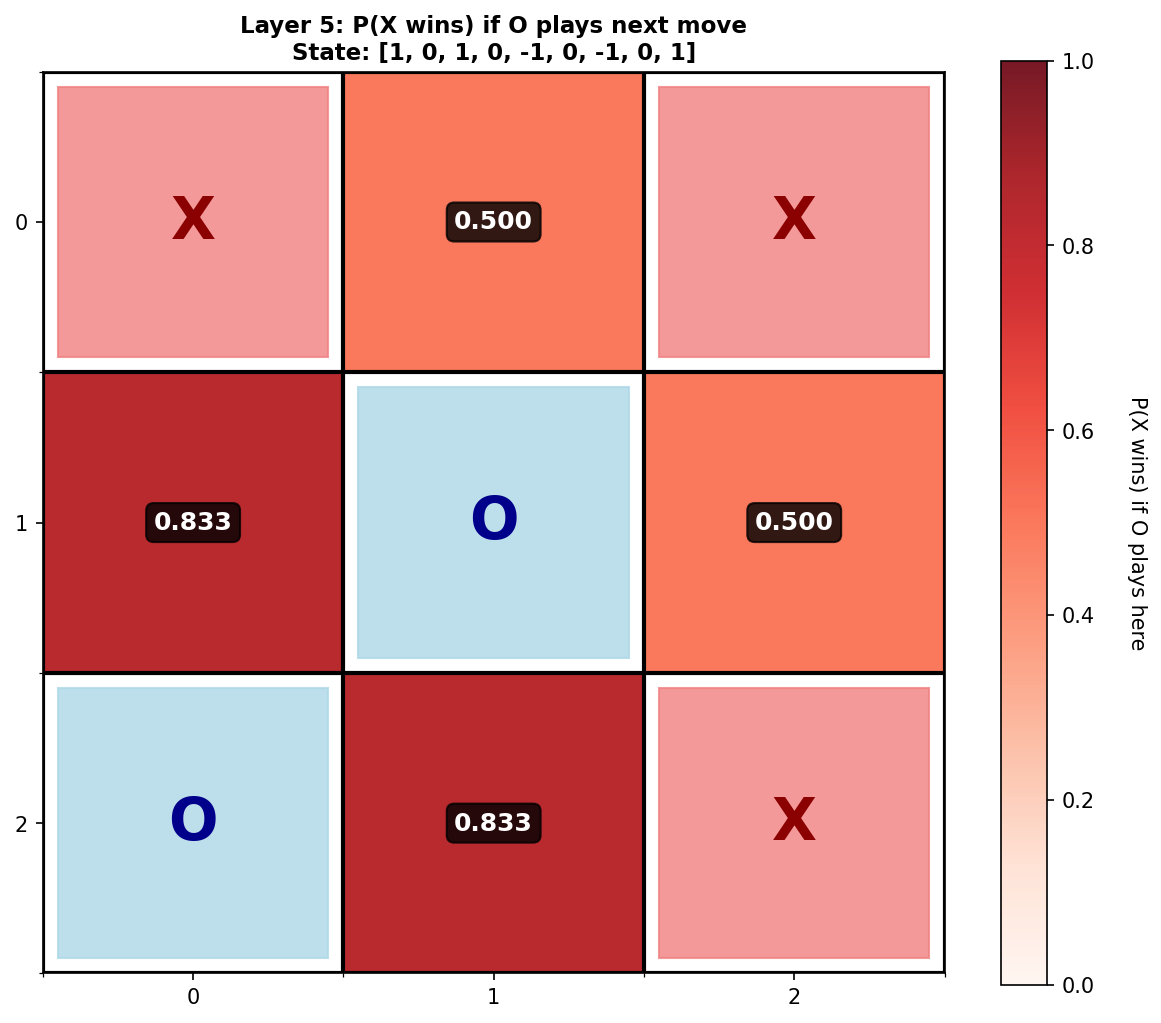 Layer 5: P(X wins) if O plays next move
State: [1, 0, 1, 0, -1, 0, -1, 0, 1]
X
0.500
X
0.833
O
0.500
O
0.833
X
0
1
2
0
1
2
1.0
0.8
0.6
0.4
0.2
0.0
P(X wins) if O plays here